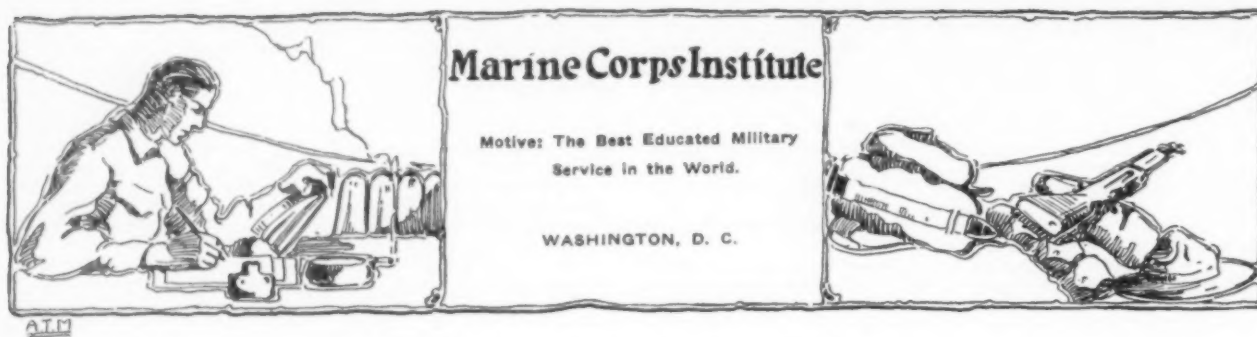 Marine Corps Institute
Motive: The Best Educated Military
Service in the World.
WASHINGTON, D. C.
A.T.M